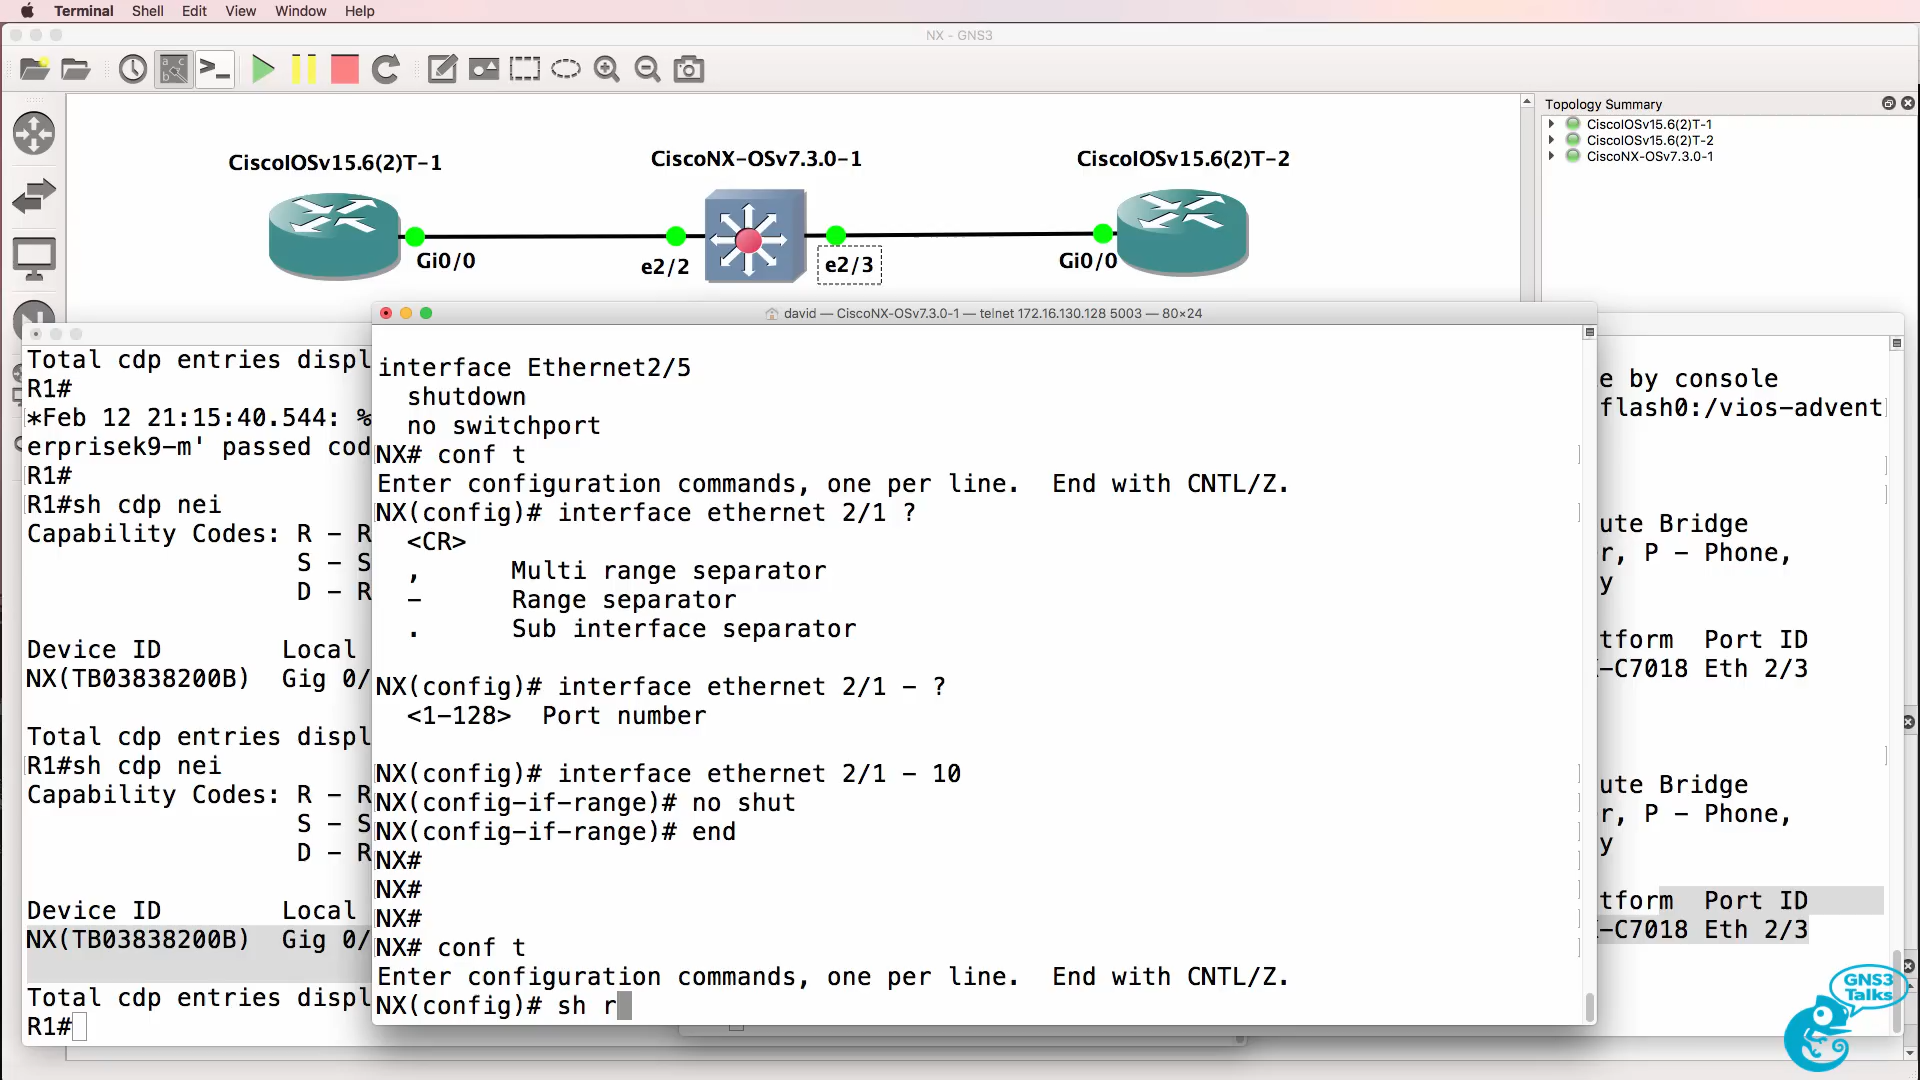 Terminal Shell Edit View Window Help
NX - GNS3
Topology Summary
CiscoIOSv15.6(2)T-1
CiscoIOSv15.6(2)T-2
CiscoNX-OSv7.3.0-1
CiscoIOSv15.6(2)T-1
CiscoNX-OSv7.3.0-1
CiscoIOSv15.6(2)T-2
Gi0/0
e2/2
e2/3
Gi0/0
david — CiscoNX-OSv7.3.0-1 — telnet 172.16.130.128 5003 — 80×24
Total cdp entries displ
R1#
*Feb 12 21:15:40.544: %
erprisek9-m' passed cod
R1#
R1#sh cdp nei
Capability Codes: R - R
S - S
D - R
Device ID Local
NX(TB03838200B) Gig 0/
Total cdp entries displ
R1#sh cdp nei
Capability Codes: R - R
S - S
D - R
Device ID Local
NX(TB03838200B) Gig 0/
Total cdp entries displ
R1#
interface Ethernet2/5
shutdown
no switchport
NX# conf t
Enter configuration commands, one per line. End with CNTL/Z.
NX(config)# interface ethernet 2/1 ?
<CR>
, Multi range separator
- Range separator
. Sub interface separator
NX(config)# interface ethernet 2/1 - ?
<1-128> Port number
NX(config)# interface ethernet 2/1 - 10
NX(config-if-range)# no shut
NX(config-if-range)# end
NX#
NX#
NX#
NX# conf t
Enter configuration commands, one per line. End with CNTL/Z.
NX(config)# sh r
e by console
flash0:/vios-advent
ute Bridge
r, P - Phone,
y
tform Port ID
-C7018 Eth 2/3
ute Bridge
r, P - Phone,
y
tform Port ID
-C7018 Eth 2/3
GNS3
Talks